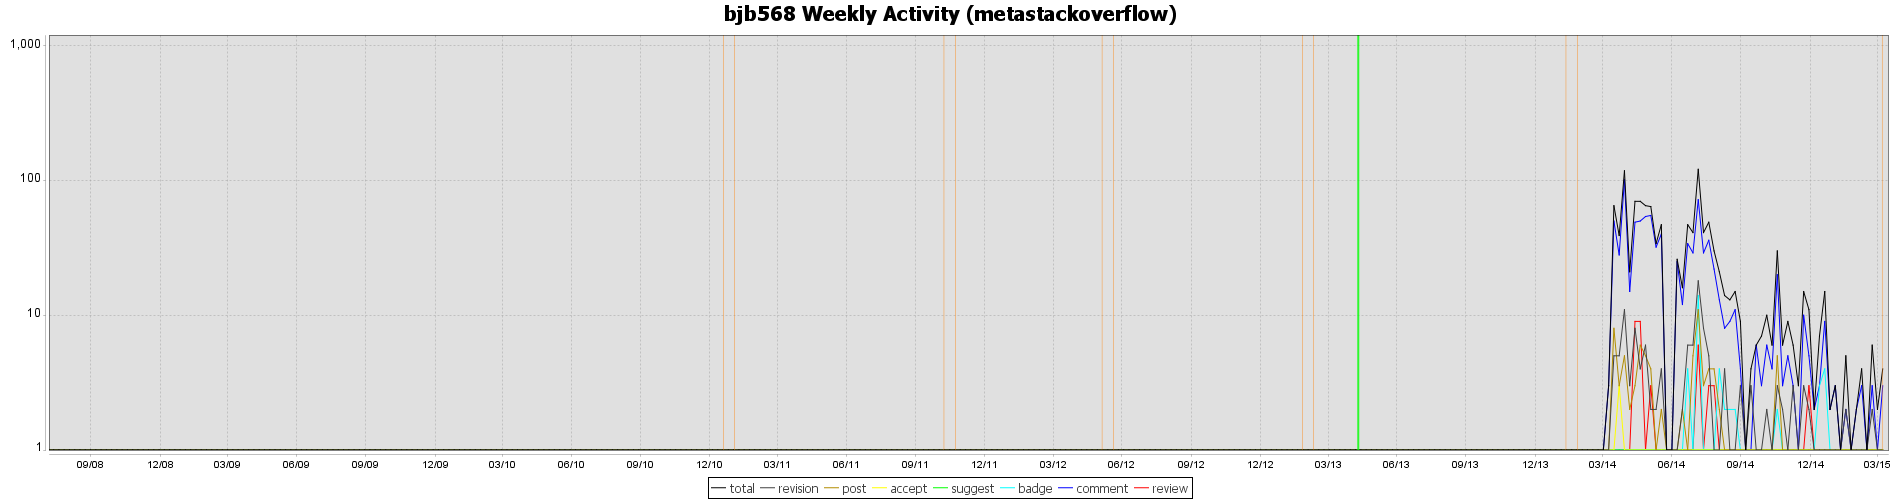 bjb568 Weekly Activity (metastackoverflow)
1,000
100
10
1
09/08 12/08 03/09 06/09 09/09 12/09 03/10 06/10 09/10 12/10 03/11 06/11 09/11 12/11 03/12 06/12 09/12 12/12 03/13 06/13 09/13 12/13 03/14 06/14 09/14 12/14 03/15
total revision post accept suggest badge comment review